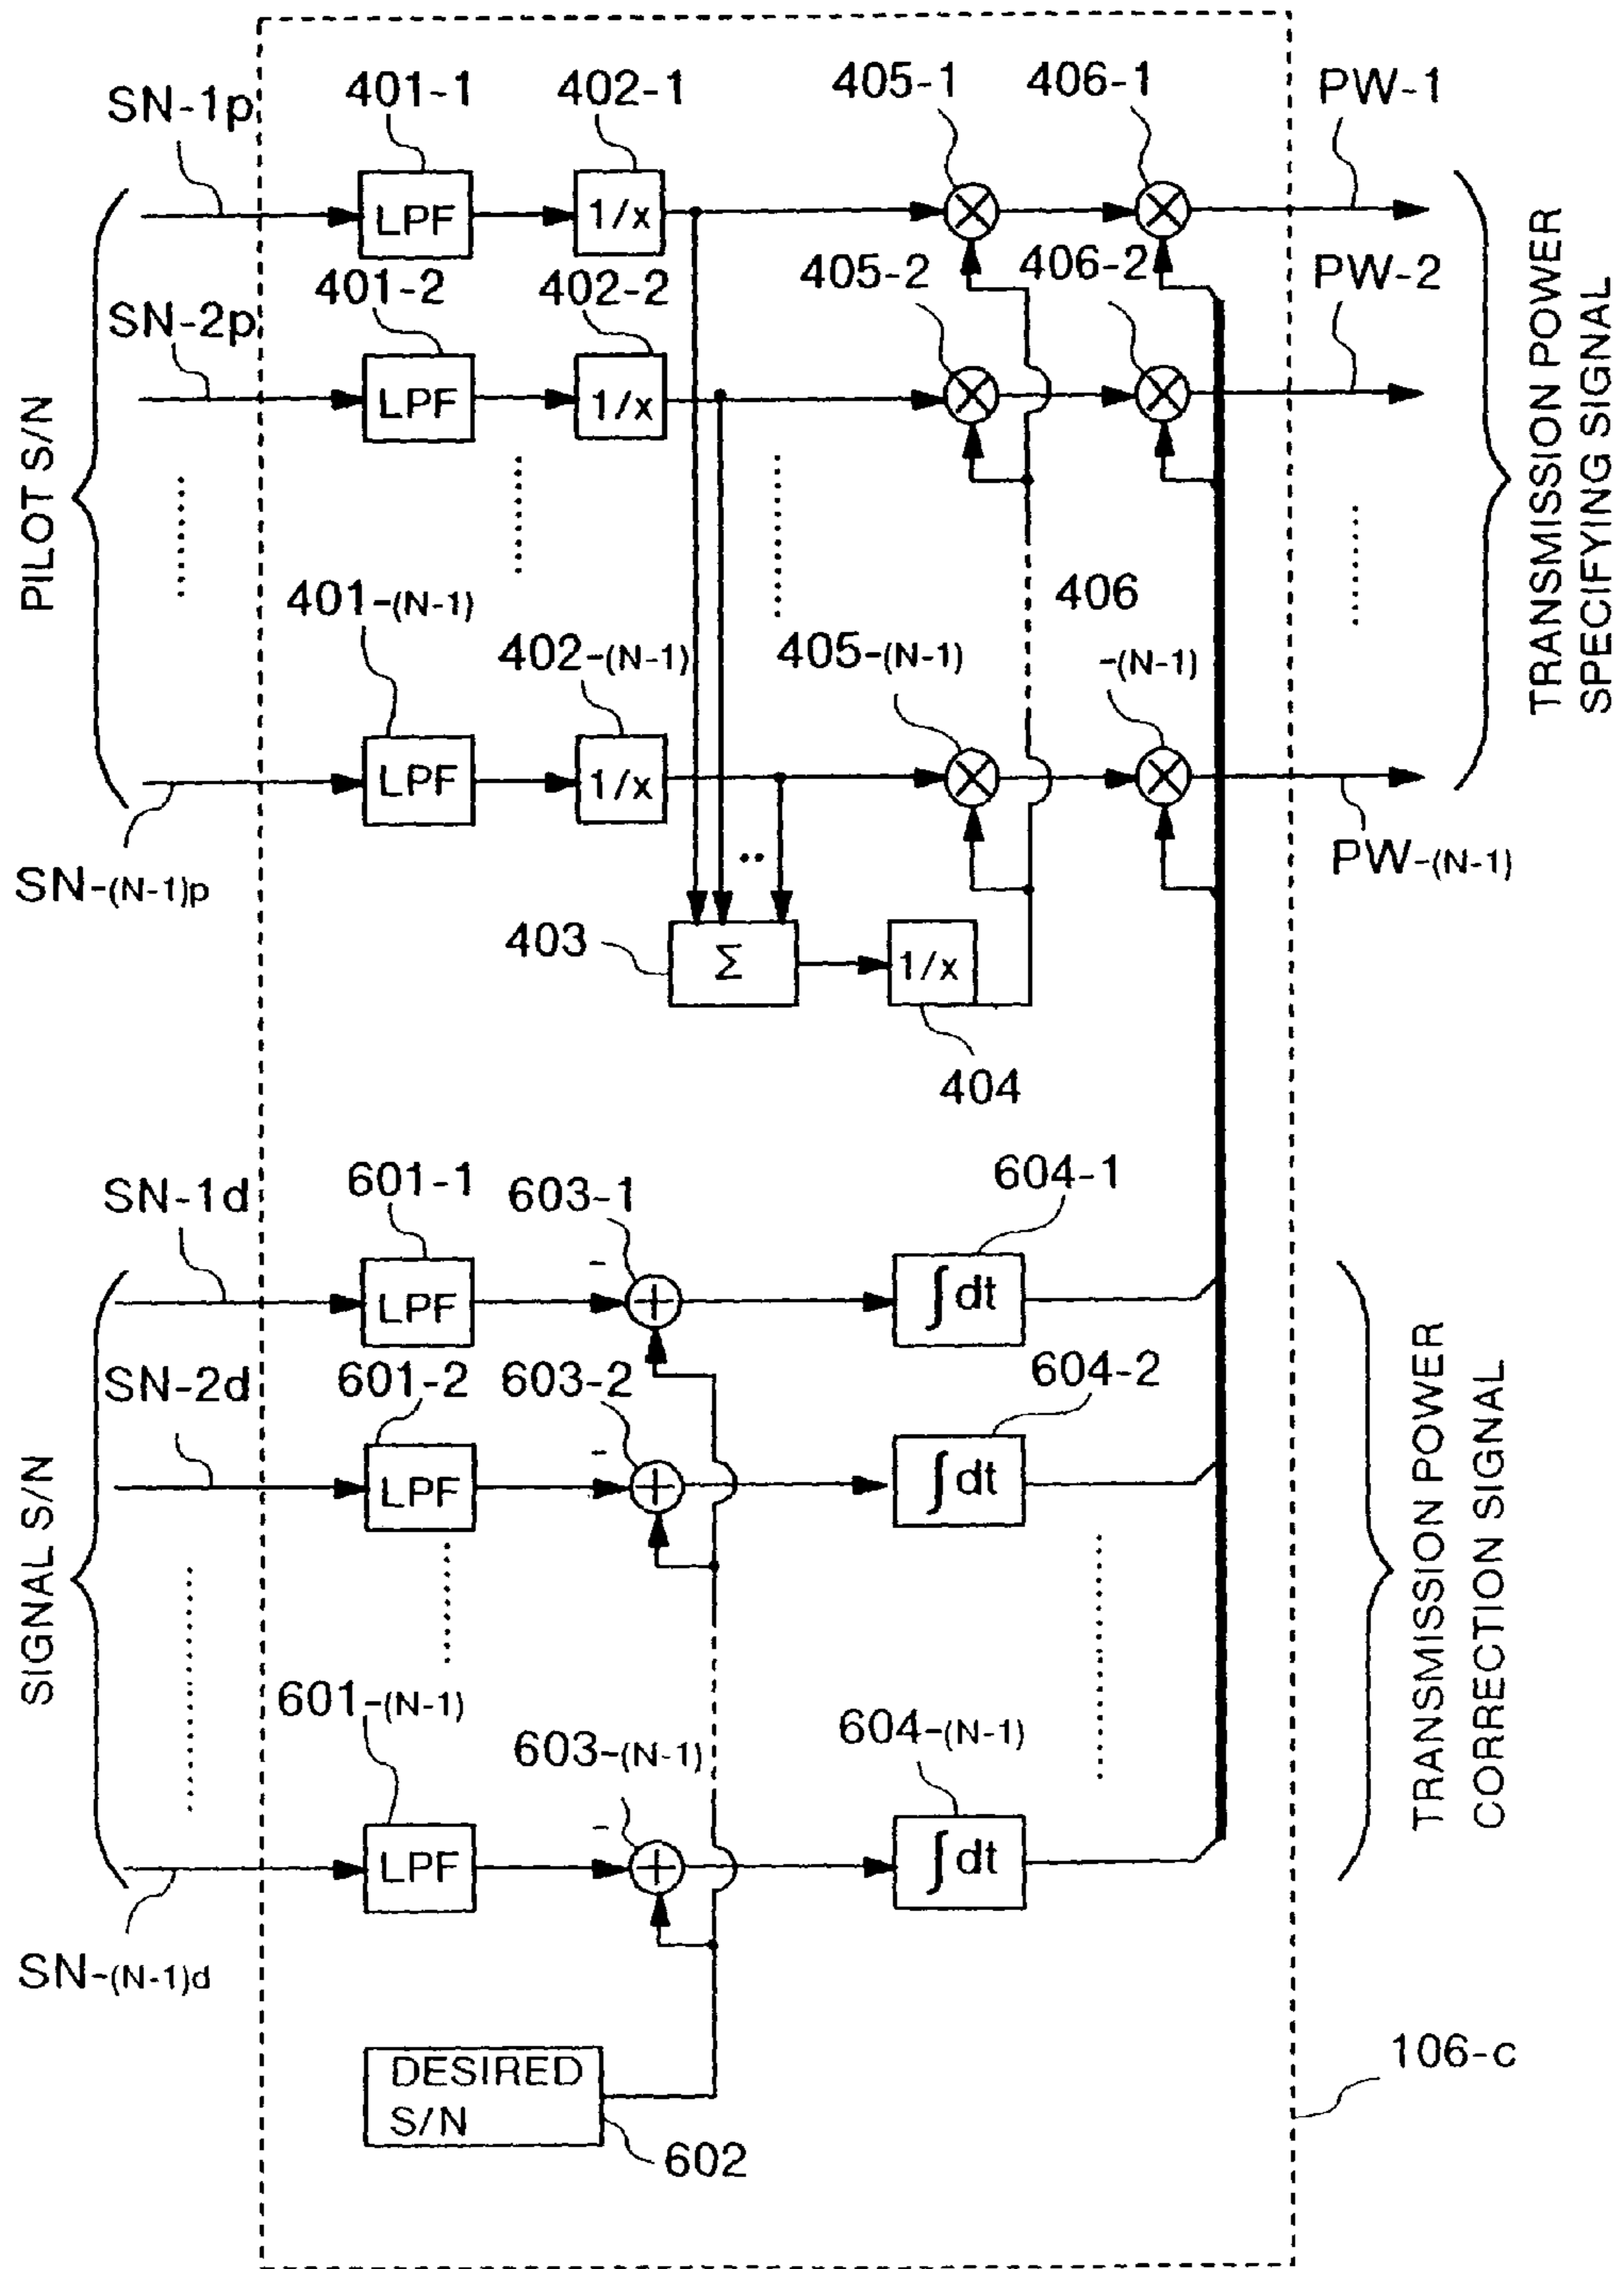 SN-1p
401-1
402-1
405-1
406-1
PW-1
LPF
1/x
SN-2p
401-2
402-2
405-2
406-2
PW-2
LPF
1/x
PILOT S/N
TRANSMISSION POWER
SPECIFYING SIGNAL
401-(N-1)
402-(N-1)
405-(N-1)
406
-(N-1)
LPF
1/x
SN-(N-1)p
PW-(N-1)
403
Σ
1/x
404
SN-1d
601-1
603-1
604-1
-
LPF
+
∫dt
SN-2d
601-2
603-2
604-2
-
LPF
+
∫dt
SIGNAL S/N
TRANSMISSION POWER
CORRECTION SIGNAL
601-(N-1)
603-(N-1)
604-(N-1)
-
LPF
+
∫dt
SN-(N-1)d
DESIRED
S/N
602
106-c